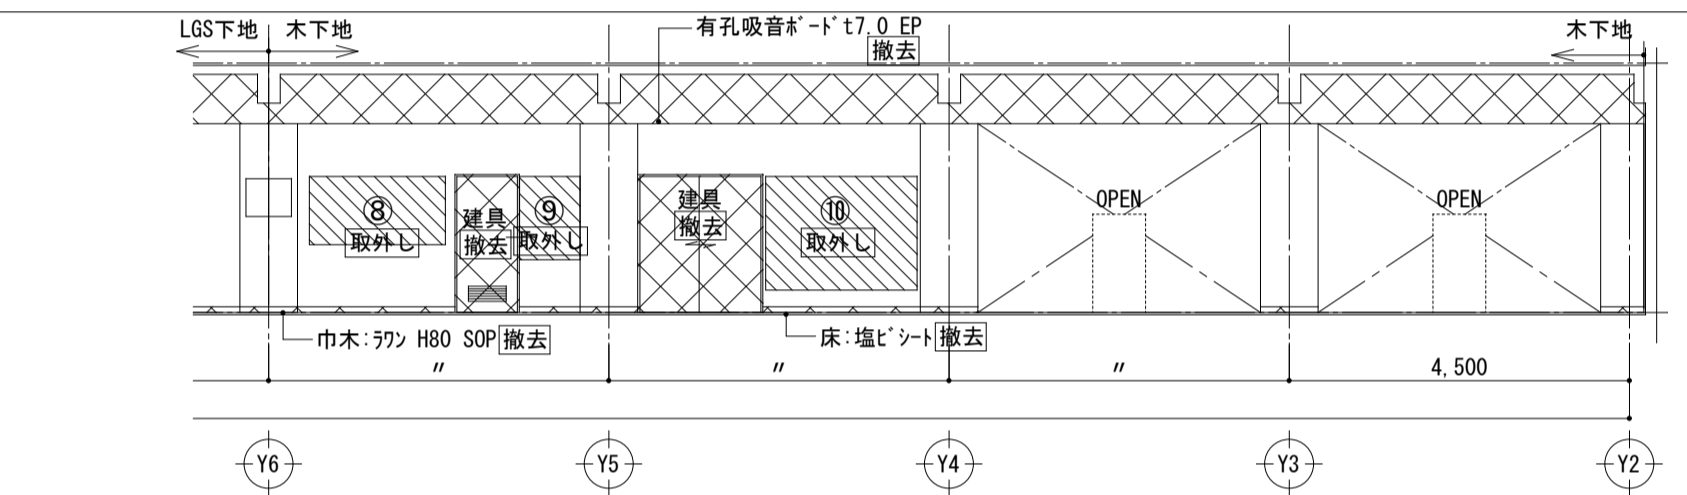 LGS下地 木下地
有孔吸音ﾎﾞｰﾄﾞt7.0 EP
撤去
木下地
⑧
取外し
建具
撤去
⑨
取外し
建具
撤去
⑩
取外し
OPEN
OPEN
巾木:ﾗﾜﾝ H80 SOP 撤去
床:塩ﾋﾞｼｰﾄ 撤去
〃 〃 〃 4,500
Y6 Y5 Y4 Y3 Y2